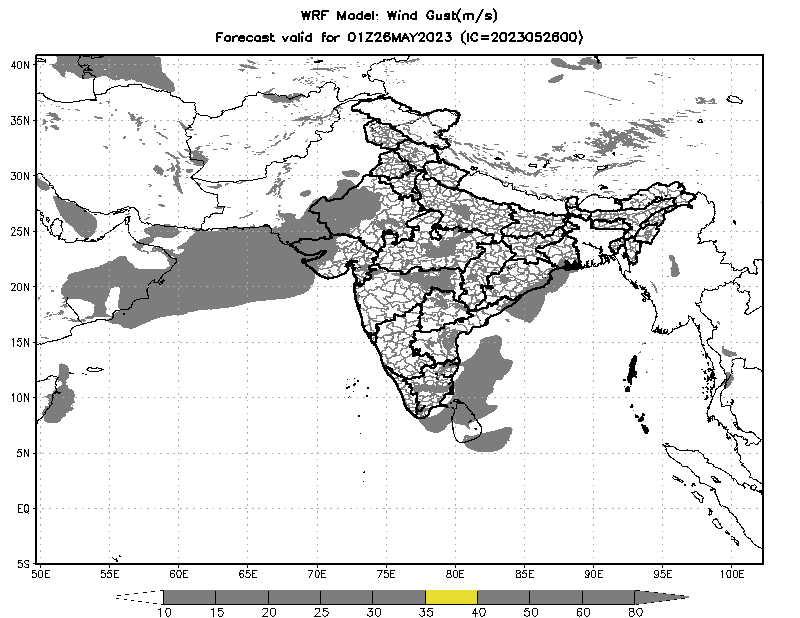 WRF Model: Wind Gust(m/s)
Forecast valid for 01Z26MAY2023 (IC=2023052600)
40N
35N
30N
25N
20N
15N
10N
5N
EQ
5S
50E 55E 60E 65E 70E 75E 80E 85E 90E 95E 100E
10 15 20 25 30 35 40 50 60 80